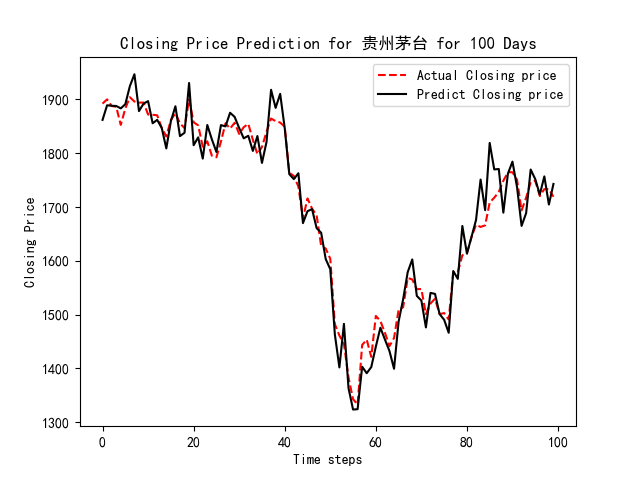 Closing Price Prediction for 贵州茅台 for 100 Days
Actual Closing price
Predict Closing price
Closing Price
1900
1800
1700
1600
1500
1400
1300
0 20 40 60 80 100
Time steps